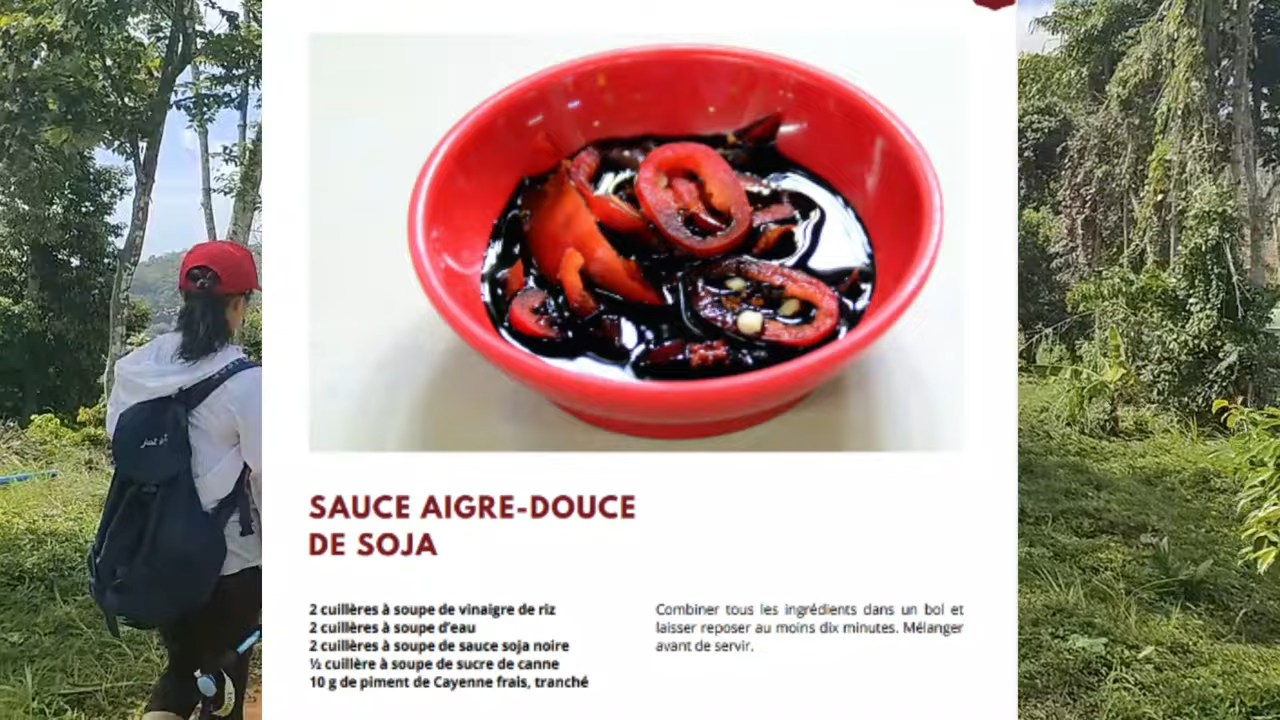 SAUCE AIGRE-DOUCE
DE SOJA
2 cuillères à soupe de vinaigre de riz
2 cuillères à soupe d'eau
2 cuillères à soupe de sauce soja noire
½ cuillère à soupe de sucre de canne
10 g de piment de Cayenne frais, tranché
Combiner tous les ingrédients dans un bol et
laisser reposer au moins dix minutes. Mélanger
avant de servir.